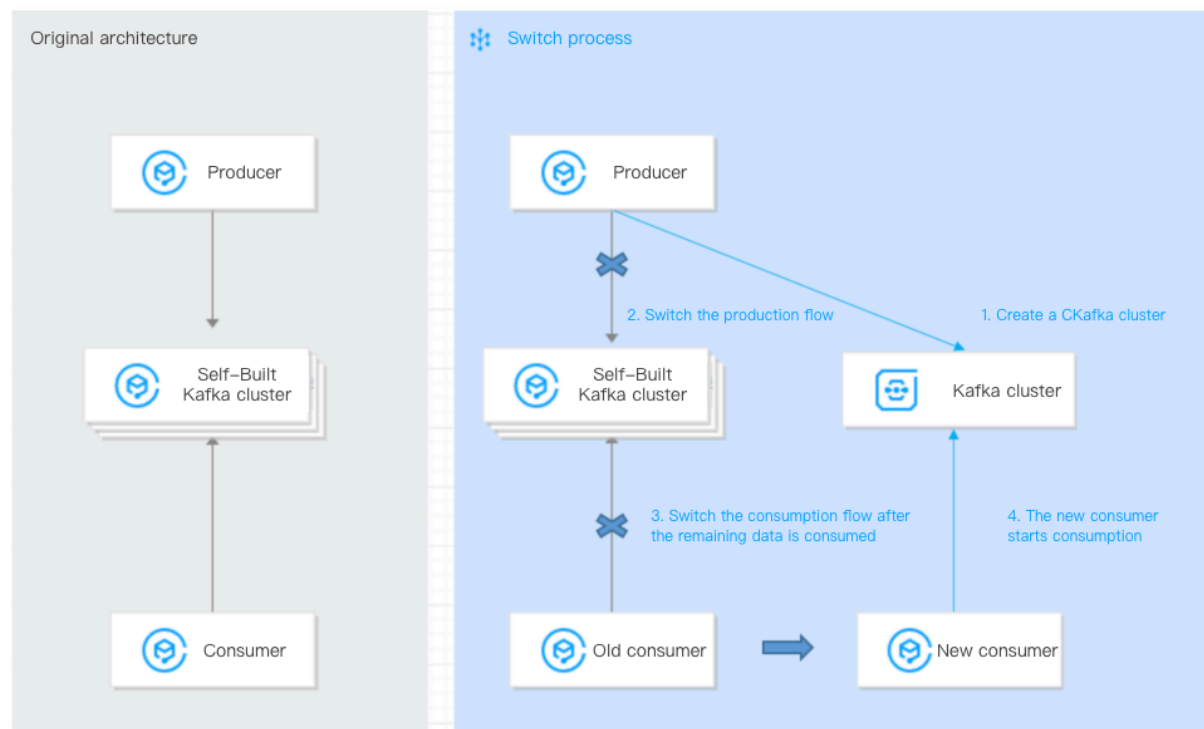 Original architecture
Producer
Self-Built
Kafka cluster
Consumer
Switch process
Producer
2. Switch the production flow
1. Create a CKafka cluster
Self-Built
Kafka cluster
Kafka cluster
3. Switch the consumption flow after
the remaining data is consumed
4. The new consumer
starts consumption
Old consumer
New consumer